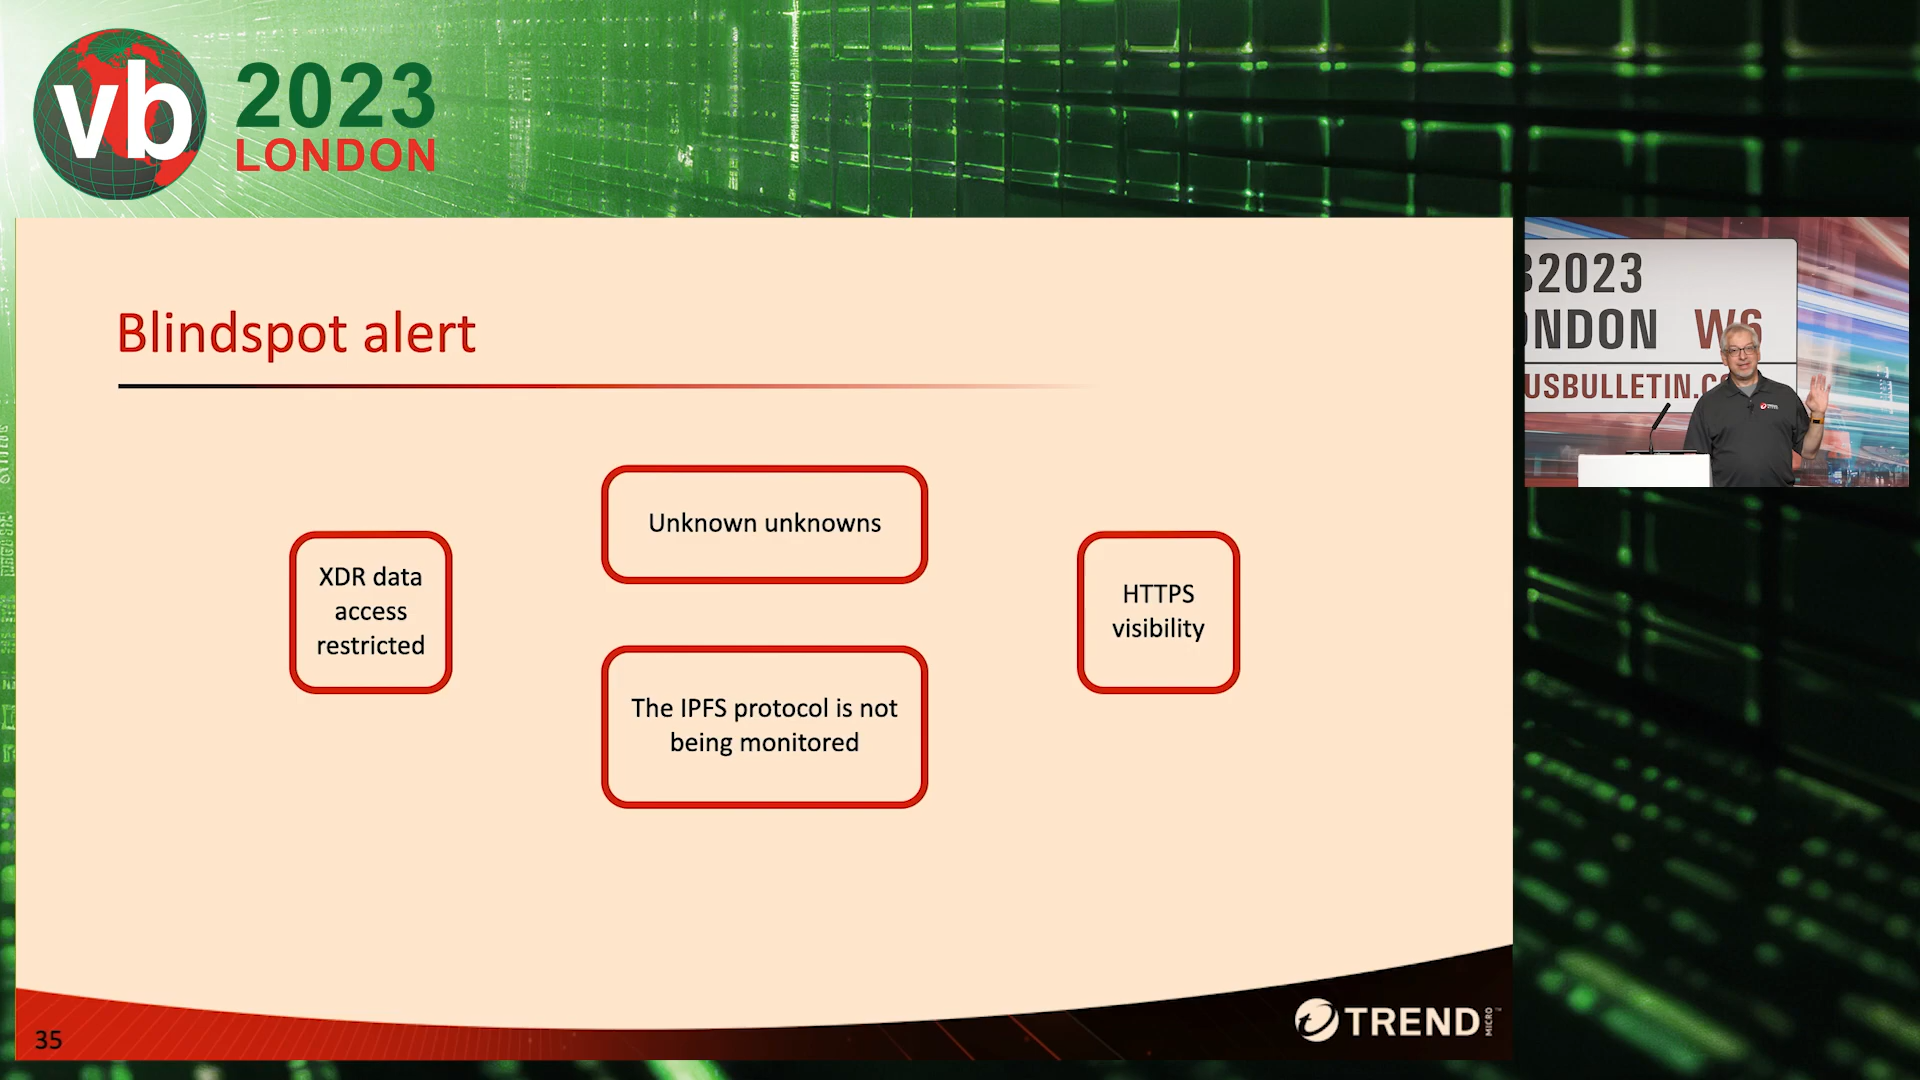 vb
2023
LONDON
Blindspot alert
Unknown unknowns
XDR data
access
restricted
HTTPS
visibility
The IPFS protocol is not
being monitored
35
TREND
MICRO
2023
ONDON
USBULLETIN.C